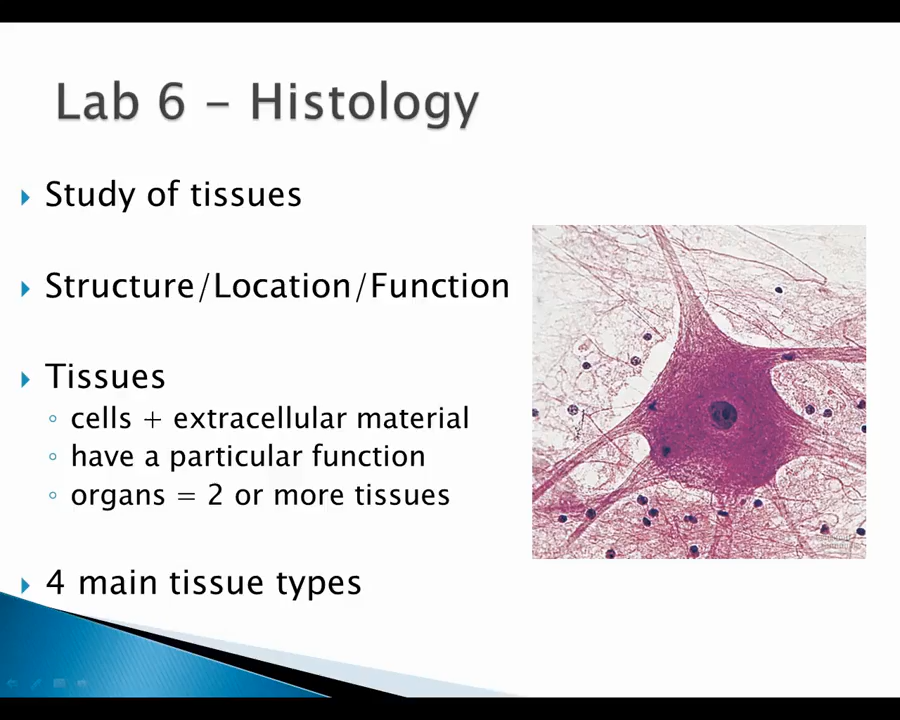 Lab 6 – Histology
Study of tissues
Structure/Location/Function
Tissues
cells + extracellular material
have a particular function
organs = 2 or more tissues
4 main tissue types